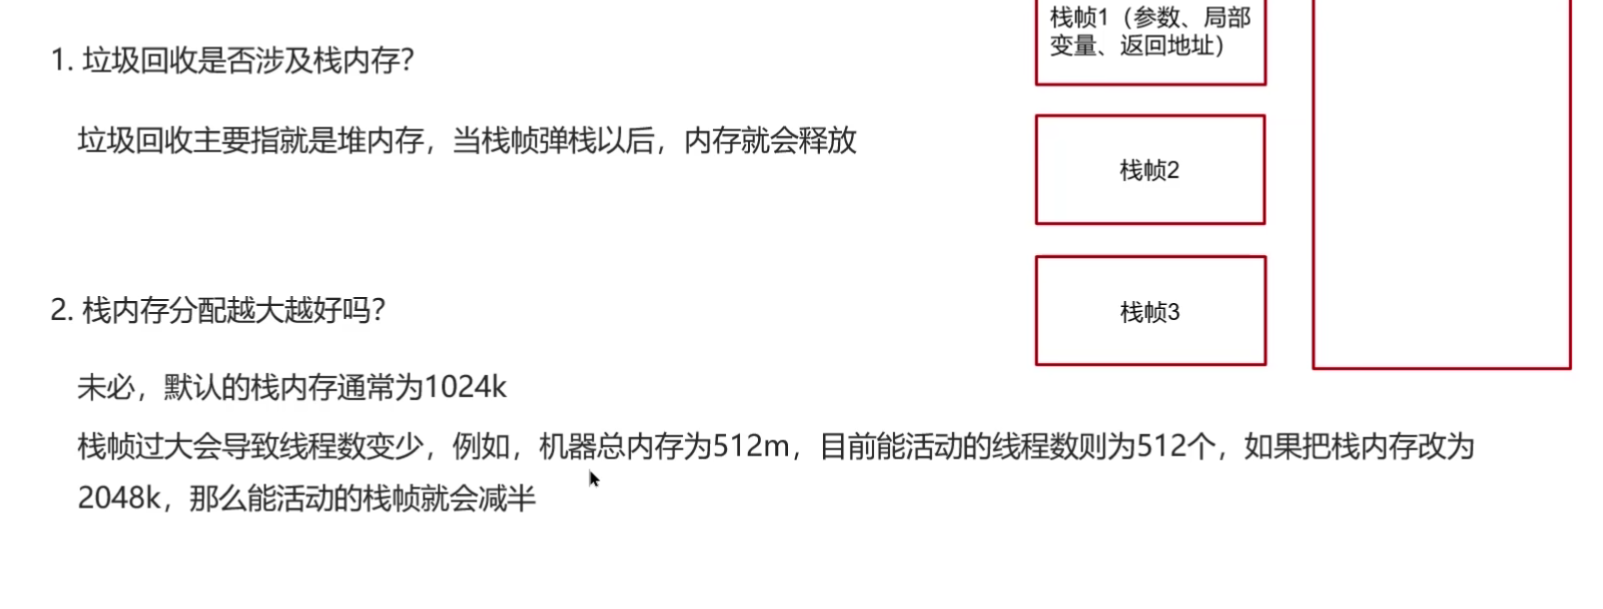 1. 垃圾回收是否涉及栈内存？
垃圾回收主要指就是堆内存，当栈帧弹栈以后，内存就会释放
2. 栈内存分配越大越好吗？
未必，默认的栈内存通常为1024k
栈帧过大会导致线程数变少，例如，机器总内存为512m，目前能活动的线程数则为512个，如果把栈内存改为
2048k，那么能活动的栈帧就会减半
栈帧1（参数、局部
变量、返回地址）
栈帧2
栈帧3